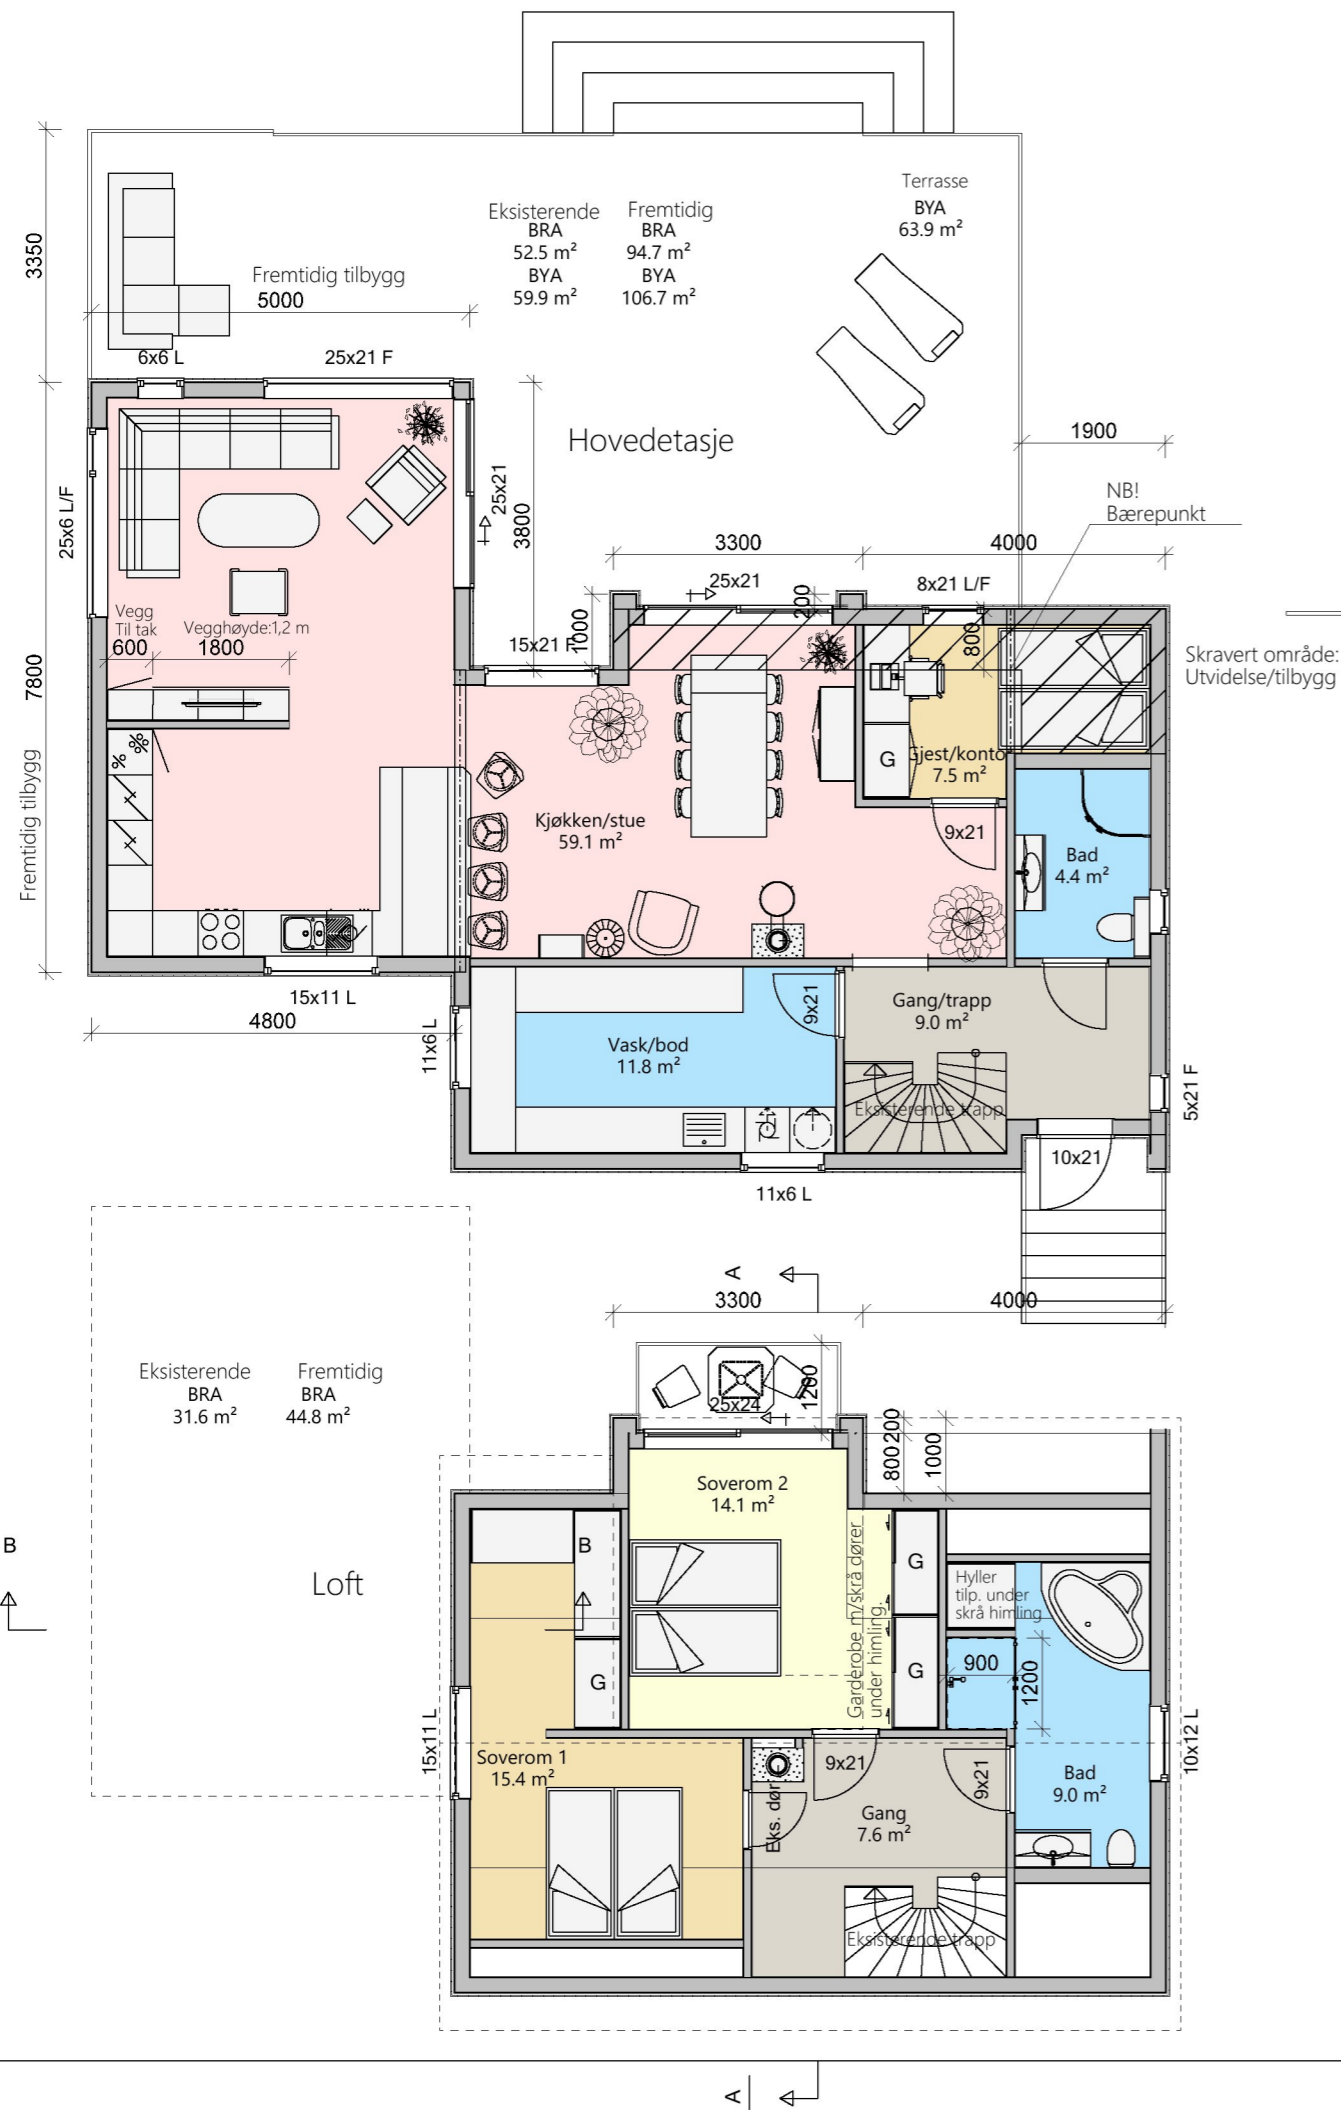 3350
Eksisterende
BRA
52.5 m²
BYA
59.9 m²
Fremtidig
BRA
94.7 m²
BYA
106.7 m²
Terrasse
BYA
63.9 m²
Fremtidig tilbygg
5000
6x6 L
25x21 F
Hovedetasje
1900
NB!
Bærepunkt
25x6 L/F
25x21
3800
3300
4000
25x21
200
8x21 L/F
1000
15x21 F
800
Vegg
Til tak
Vegghøyde:1,2 m
600
1800
Skravert område:
Utvidelse/tilbygg
7800
Fremtidig tilbygg
% %
G
Gjest/konto
7.5 m²
Kjøkken/stue
59.1 m²
9x21
Bad
4.4 m²
15x11 L
4800
11x6 L
9x21
Gang/trapp
9.0 m²
Vask/bod
11.8 m²
Eksisterende trapp
5x21 F
10x21
11x6 L
A
3300
4000
Eksisterende
BRA
31.6 m²
Fremtidig
BRA
44.8 m²
1200
25x24
200
800
1000
Soverom 2
14.1 m²
B
B
Loft
Garderobe m/skrå dører
under himling.
G
Hyller
tilp. under
skrå himling
G
G
900
1200
15x11 L
Soverom 1
15.4 m²
Eks. dør
9x21
9x21
10x12 L
Bad
9.0 m²
Gang
7.6 m²
Eksisterende trapp
A